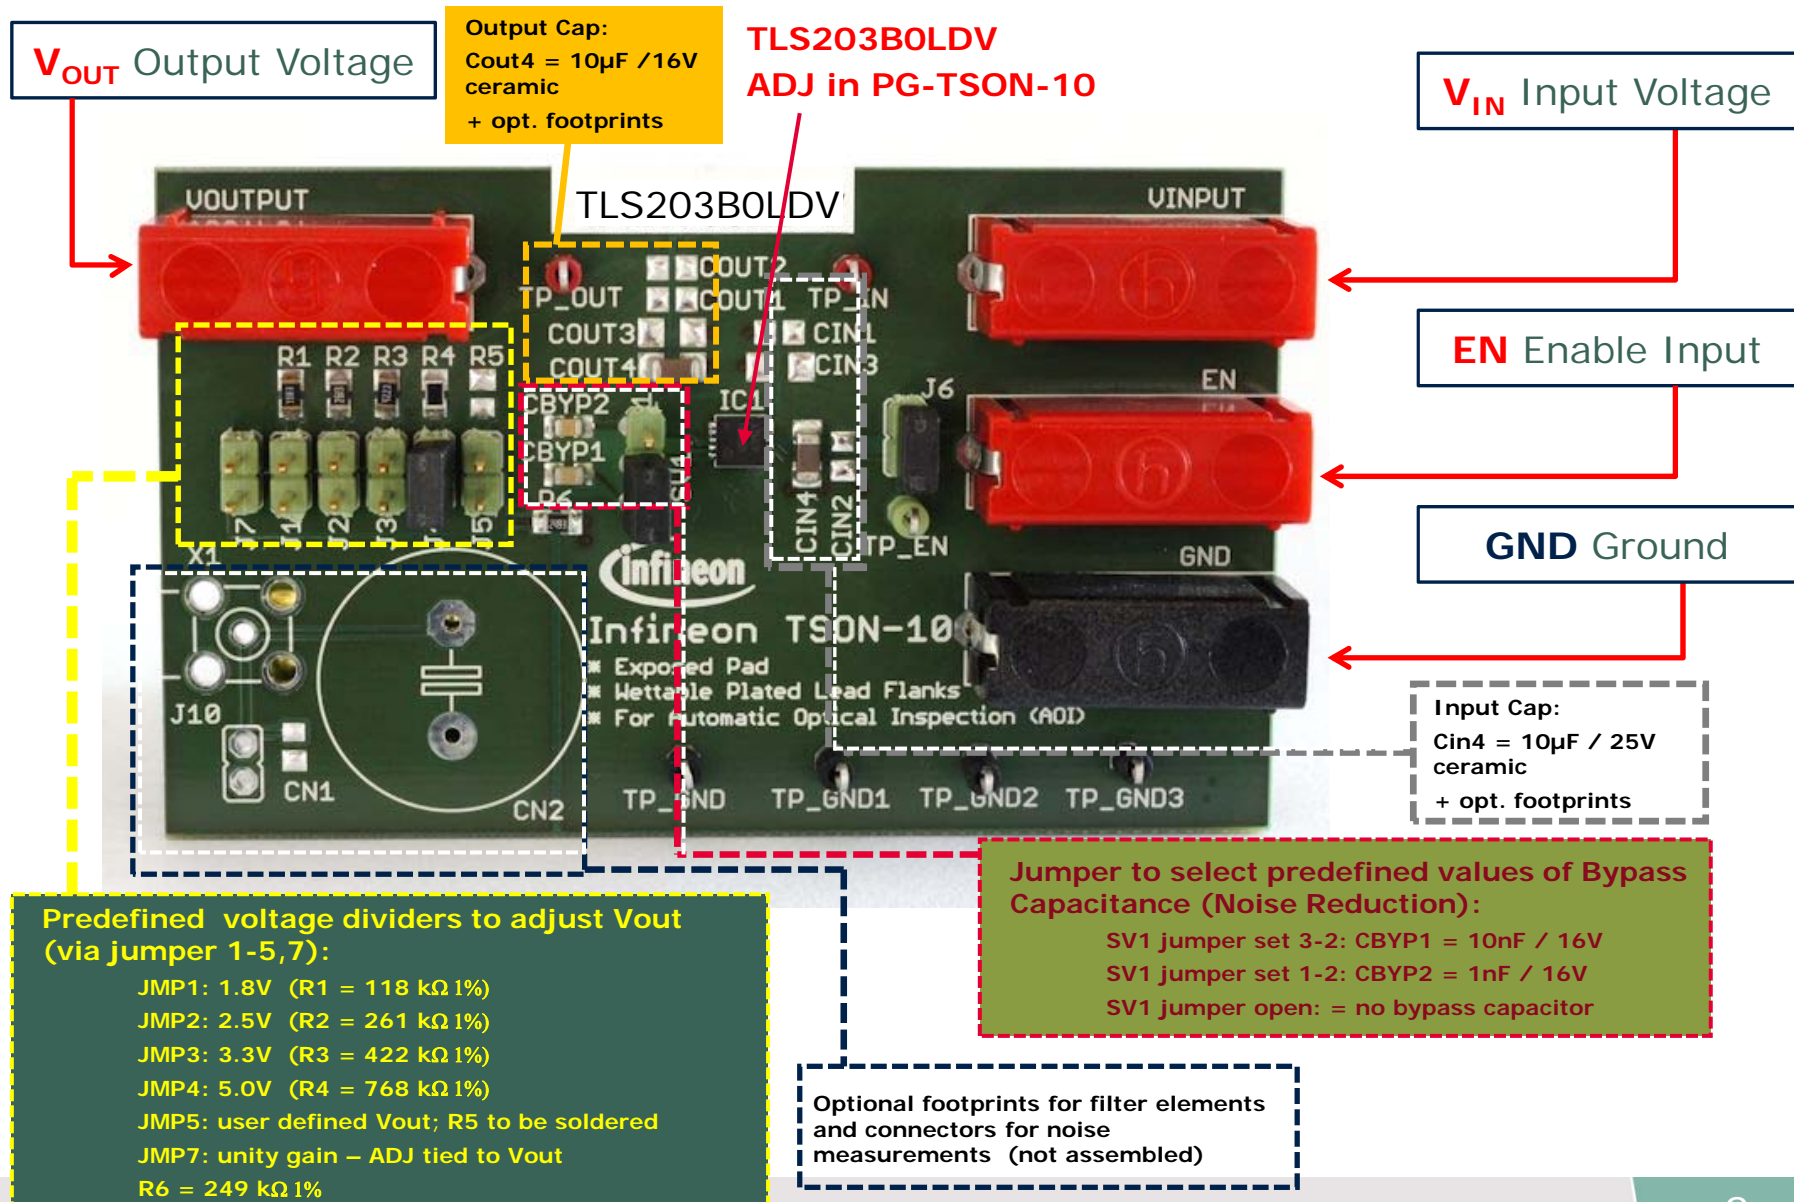 V_OUT Output Voltage
Output Cap:
Cout4 = 10µF /16V
ceramic
+ opt. footprints
TLS203B0LDV
ADJ in PG-TSON-10
V_IN Input Voltage
EN Enable Input
GND Ground
TLS203B0LDV
VOUTPUT
VINPUT
EN
GND
TP_OUT
COUT2
COUT1
COUT3
COUT4
TP_IN
CIN1
CIN3
R1 R2 R3 R4 R5
CBYP2
CBYP1
SV1
IC1
J6
R6
CIN4
CIN2
TP_EN
J7 J1 J2 J3 J5
X1
infineon
Infineon TSON-10
* Exposed Pad
* Wettable Plated Lead Flanks
* For Automatic Optical Inspection (AOI)
J10
CN1
CN2
TP_GND TP_GND1 TP_GND2 TP_GND3
Input Cap:
Cin4 = 10µF / 25V
ceramic
+ opt. footprints
Jumper to select predefined values of Bypass
Capacitance (Noise Reduction):
SV1 jumper set 3-2: CBYP1 = 10nF / 16V
SV1 jumper set 1-2: CBYP2 = 1nF / 16V
SV1 jumper open: = no bypass capacitor
Predefined voltage dividers to adjust Vout
(via jumper 1-5,7):
JMP1: 1.8V (R1 = 118 kΩ 1%)
JMP2: 2.5V (R2 = 261 kΩ 1%)
JMP3: 3.3V (R3 = 422 kΩ 1%)
JMP4: 5.0V (R4 = 768 kΩ 1%)
JMP5: user defined Vout; R5 to be soldered
JMP7: unity gain – ADJ tied to Vout
R6 = 249 kΩ 1%
Optional footprints for filter elements
and connectors for noise
measurements (not assembled)